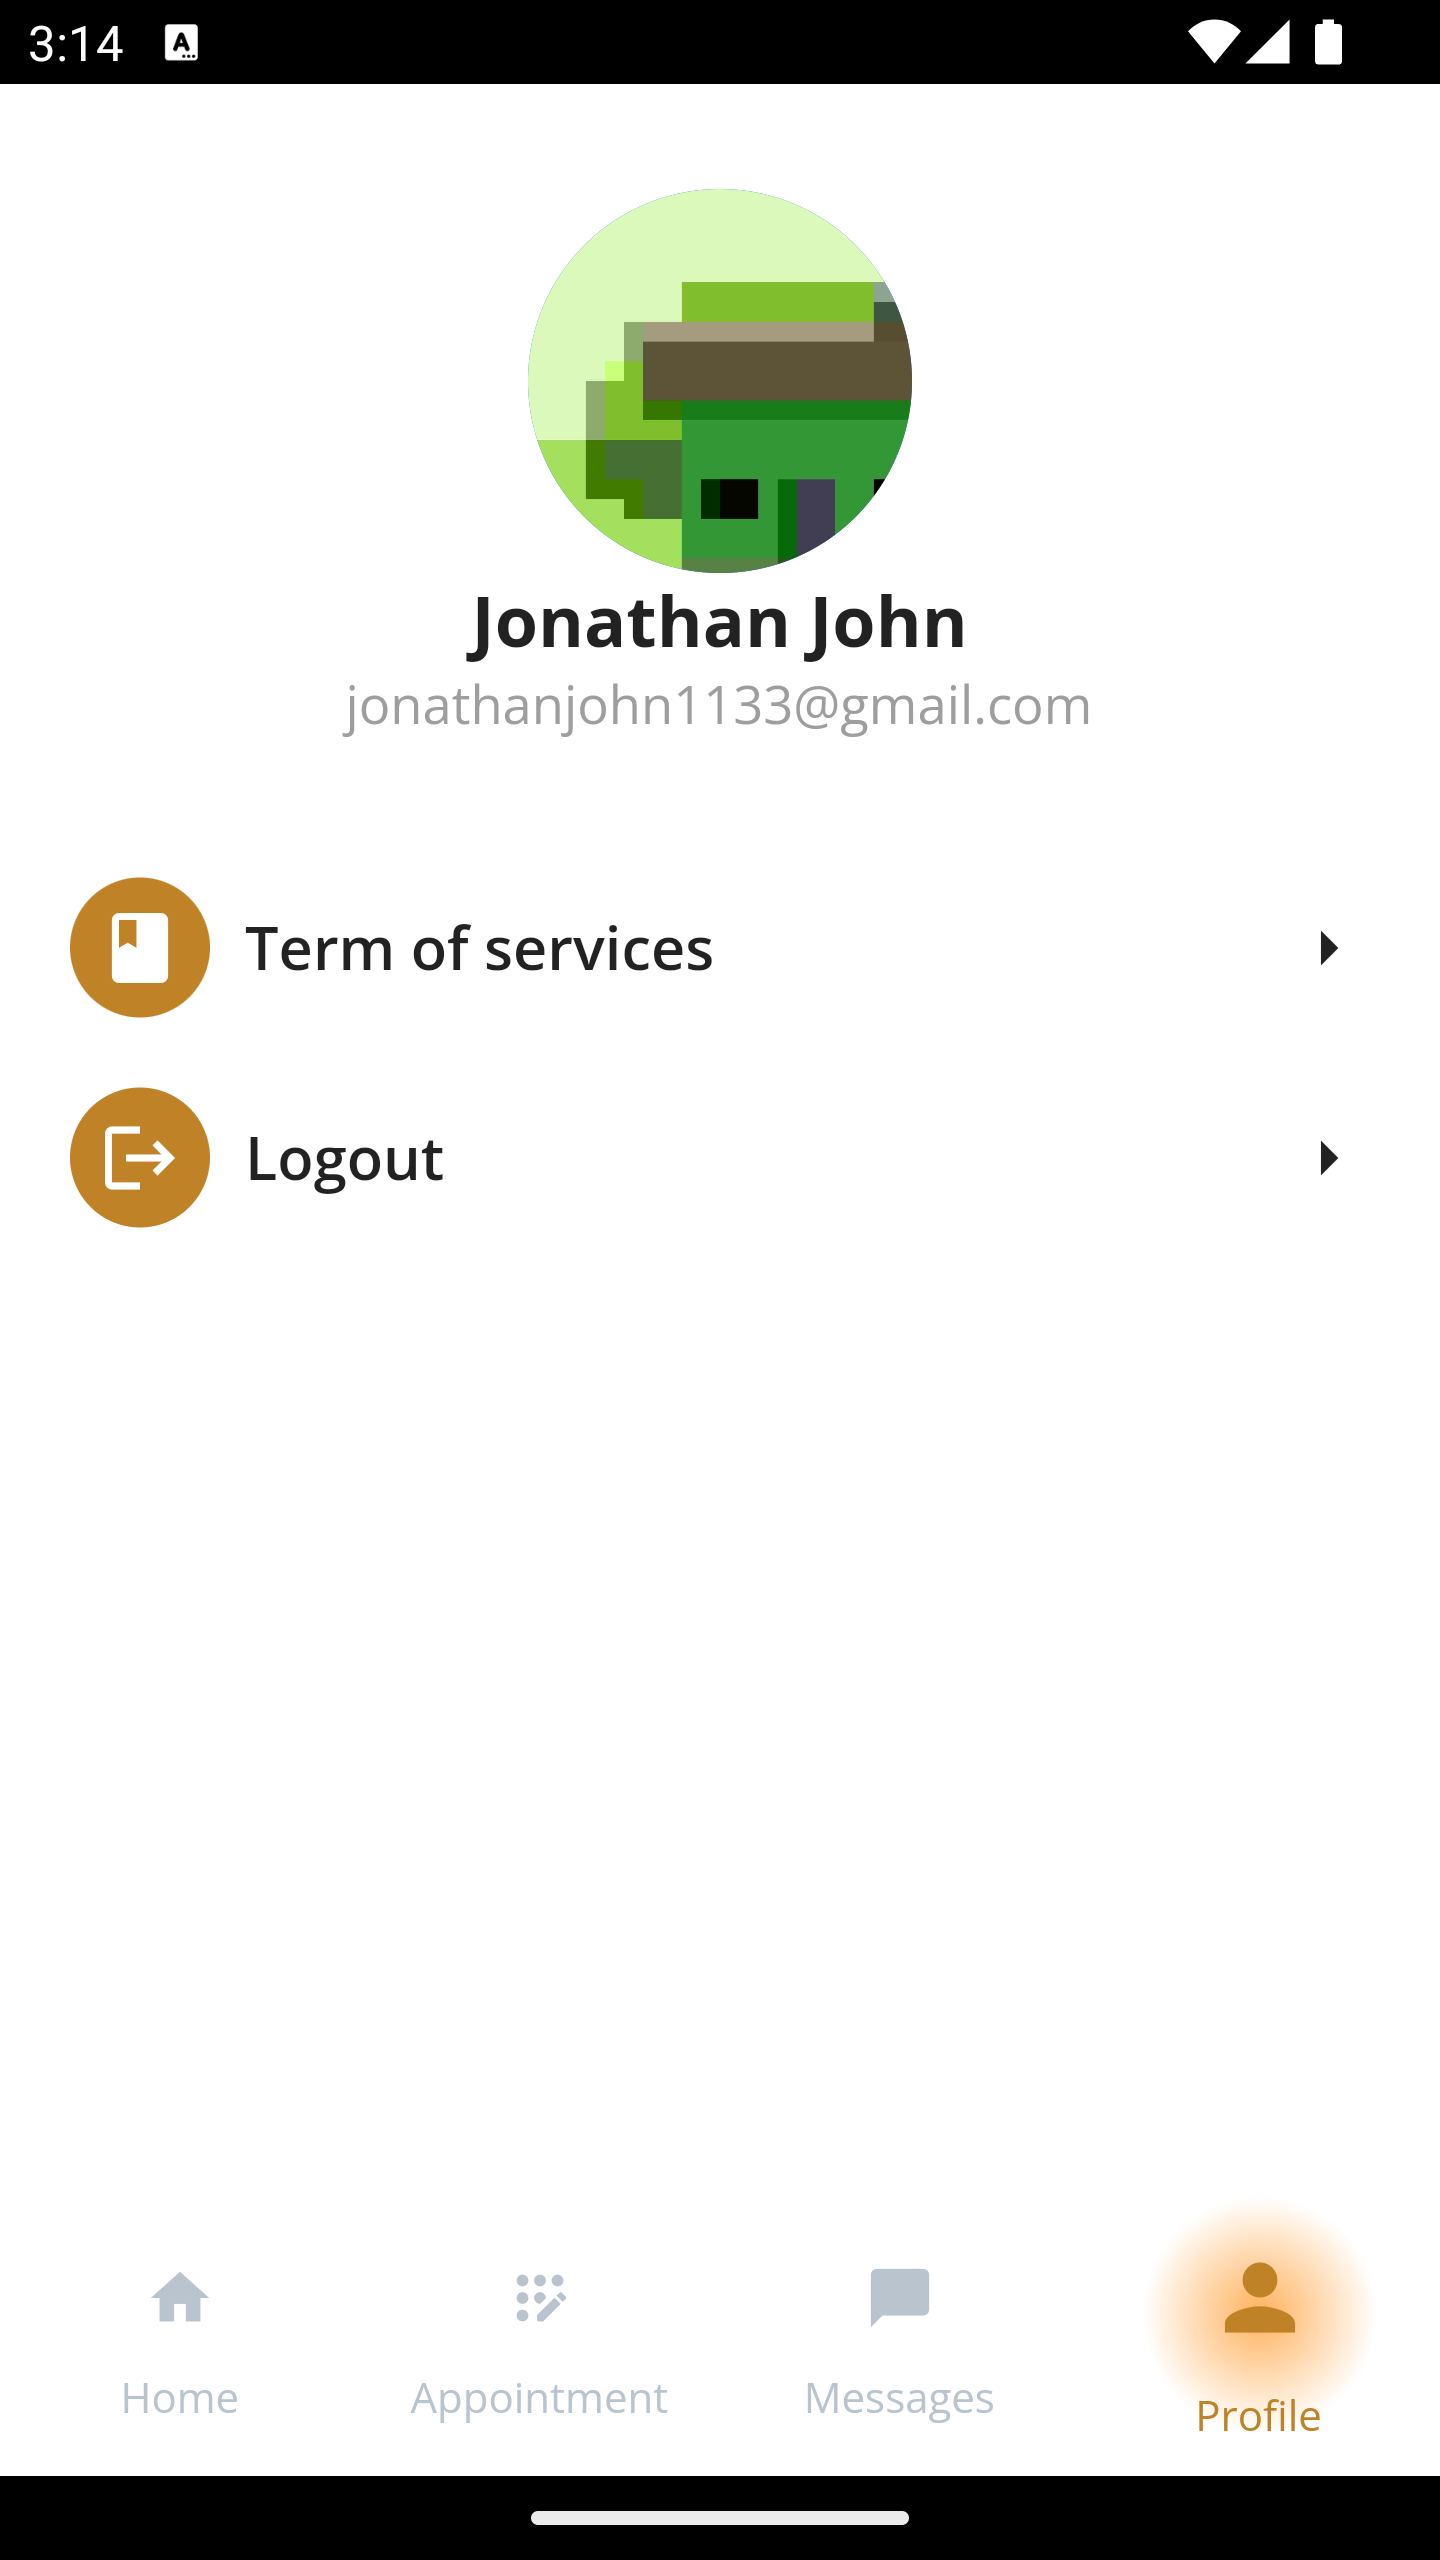 3:14
Jonathan John
jonathanjohn1133@gmail.com
Term of services
Logout
Home
Appointment
Messages
Profile